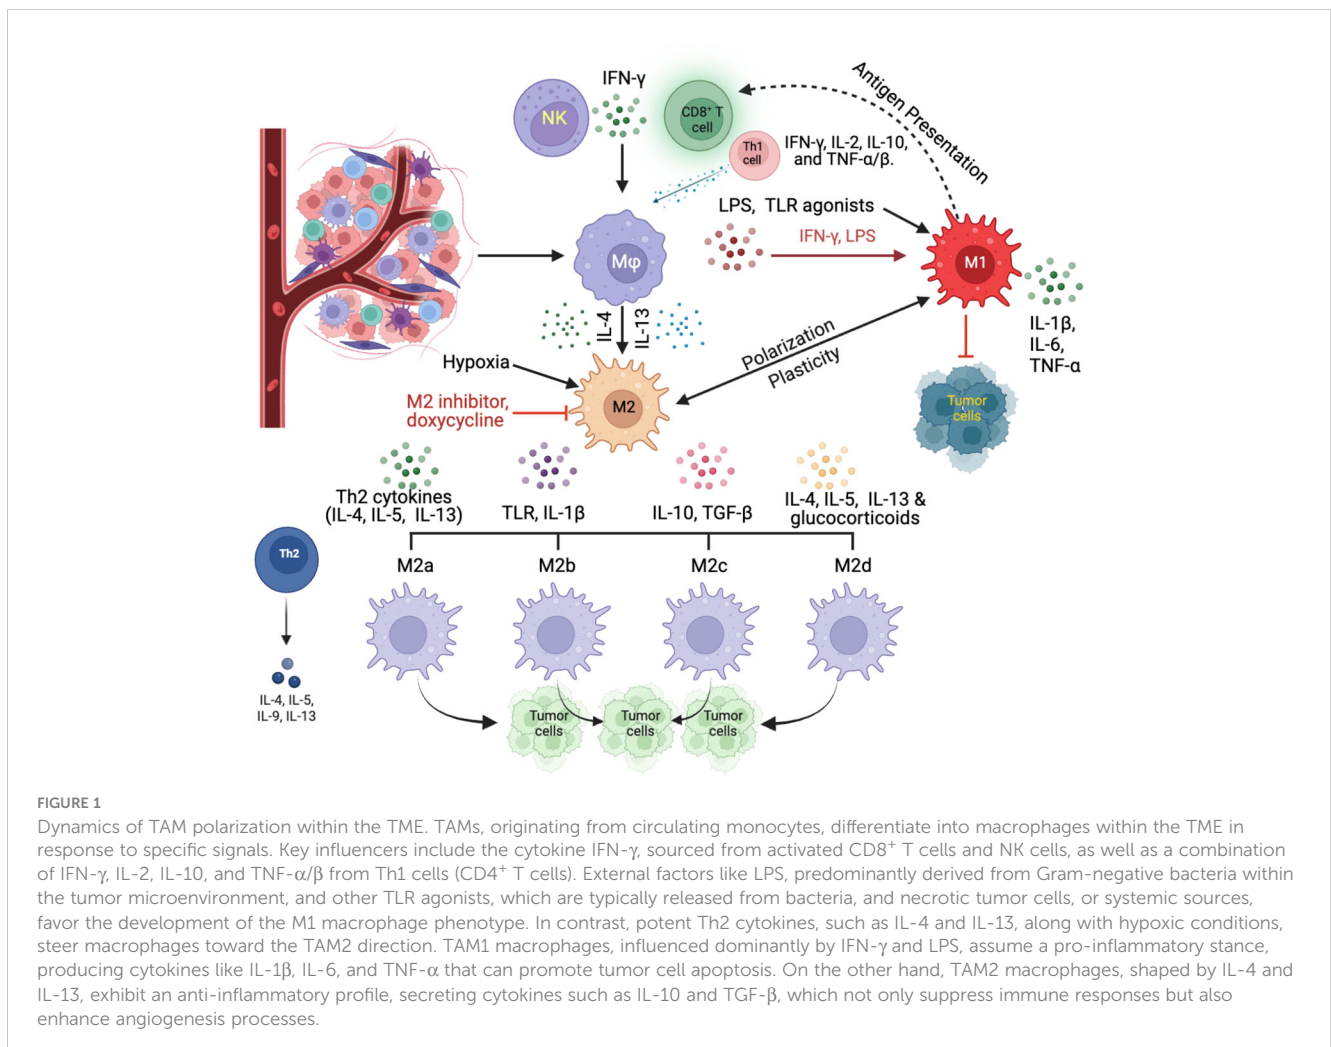 IFN-γ
NK
CD8⁺ T
cell
Antigen Presentation
Th1
cell
IFN-γ, IL-2, IL-10,
and TNF-α/β.
LPS, TLR agonists
IFN-γ, LPS
Mφ
M1
IL-4
IL-13
IL-1β,
IL-6,
TNF-α
Polarization
Plasticity
Hypoxia
M2 inhibitor,
doxycycline
M2
Tumor
cells
Th2 cytokines
(IL-4, IL-5, IL-13)
TLR, IL-1β
IL-10, TGF-β
IL-4, IL-5, IL-13 &
glucocorticoids
Th2
M2a
M2b
M2c
M2d
IL-4, IL-5,
IL-9, IL-13
Tumor
cells
Tumor
cells
Tumor
cells
FIGURE 1
Dynamics of TAM polarization within the TME. TAMs, originating from circulating monocytes, differentiate into macrophages within the TME in
response to specific signals. Key influencers include the cytokine IFN-γ, sourced from activated CD8⁺ T cells and NK cells, as well as a combination
of IFN-γ, IL-2, IL-10, and TNF-α/β from Th1 cells (CD4⁺ T cells). External factors like LPS, predominantly derived from Gram-negative bacteria within
the tumor microenvironment, and other TLR agonists, which are typically released from bacteria, and necrotic tumor cells, or systemic sources,
favor the development of the M1 macrophage phenotype. In contrast, potent Th2 cytokines, such as IL-4 and IL-13, along with hypoxic conditions,
steer macrophages toward the TAM2 direction. TAM1 macrophages, influenced dominantly by IFN-γ and LPS, assume a pro-inflammatory stance,
producing cytokines like IL-1β, IL-6, and TNF-α that can promote tumor cell apoptosis. On the other hand, TAM2 macrophages, shaped by IL-4 and
IL-13, exhibit an anti-inflammatory profile, secreting cytokines such as IL-10 and TGF-β, which not only suppress immune responses but also
enhance angiogenesis processes.